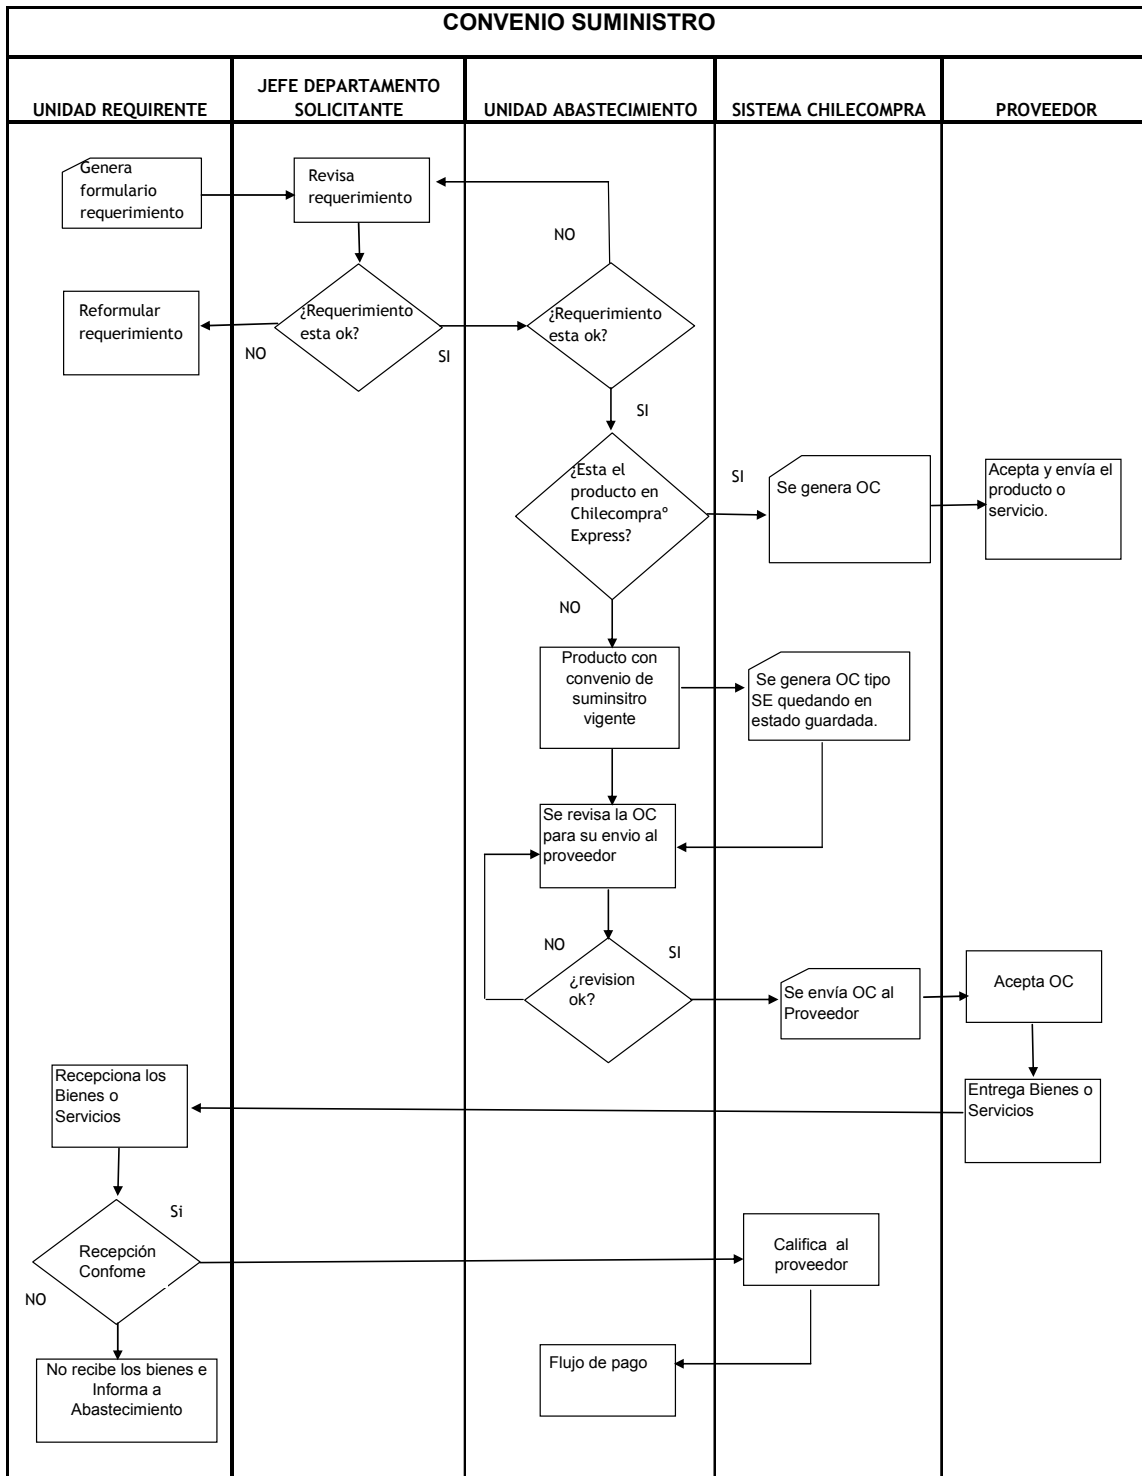 CONVENIO SUMINISTRO
UNIDAD REQUIRENTE
JEFE DEPARTAMENTO
SOLICITANTE
UNIDAD ABASTECIMIENTO
SISTEMA CHILECOMPRA
PROVEEDOR
Genera
formulario
requerimiento
Revisa
requerimiento
NO
Reformular
requerimiento
¿Requerimiento
esta ok?
NO
SI
¿Requerimiento
esta ok?
SI
¿Esta el
producto en
Chilecompraº
Express?
SI
Se genera OC
Acepta y envía el
producto o
servicio.
NO
Producto con
convenio de
suminsitro
vigente
Se genera OC tipo
SE quedando en
estado guardada.
Se revisa la OC
para su envio al
proveedor
NO
SI
¿revision
ok?
Se envía OC al
Proveedor
Acepta OC
Recepciona los
Bienes o
Servicios
Entrega Bienes o
Servicios
Si
Recepción
Confome
NO
Califica al
proveedor
No recibe los bienes e
Informa a
Abastecimiento
Flujo de pago